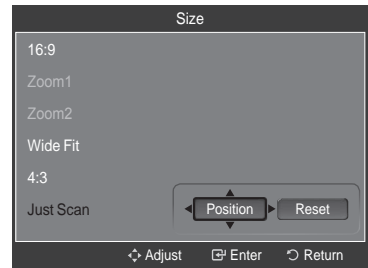 Size
16:9
Zoom1
Zoom2
Wide Fit
4:3
Just Scan Position Reset
Adjust Enter Return